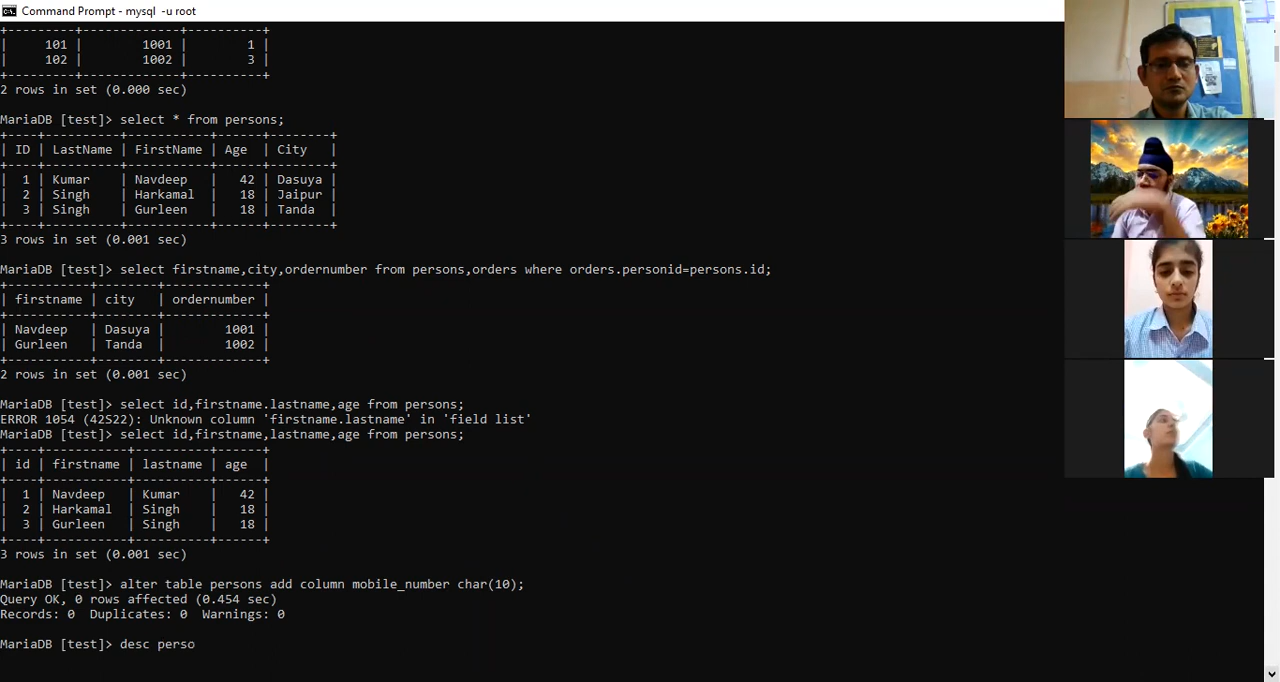 Command Prompt - mysql -u root
+---------+-------------+----------+
|     101 |        1001 |        1 |
|     102 |        1002 |        3 |
+---------+-------------+----------+
2 rows in set (0.000 sec)
MariaDB [test]> select * from persons;
+----+----------+-----------+------+--------+
| ID | LastName | FirstName | Age  | City   |
+----+----------+-----------+------+--------+
|  1 | Kumar    | Navdeep   |   42 | Dasuya |
|  2 | Singh    | Harkamal  |   18 | Jaipur |
|  3 | Singh    | Gurleen   |   18 | Tanda  |
+----+----------+-----------+------+--------+
3 rows in set (0.001 sec)
MariaDB [test]> select firstname,city,ordernumber from persons,orders where orders.personid=persons.id;
+-----------+--------+-------------+
| firstname | city   | ordernumber |
+-----------+--------+-------------+
| Navdeep   | Dasuya |        1001 |
| Gurleen   | Tanda  |        1002 |
+-----------+--------+-------------+
2 rows in set (0.001 sec)
MariaDB [test]> select id,firstname.lastname,age from persons;
ERROR 1054 (42S22): Unknown column 'firstname.lastname' in 'field list'
MariaDB [test]> select id,firstname,lastname,age from persons;
+----+-----------+----------+------+
| id | firstname | lastname | age  |
+----+-----------+----------+------+
|  1 | Navdeep   | Kumar    |   42 |
|  2 | Harkamal  | Singh    |   18 |
|  3 | Gurleen   | Singh    |   18 |
+----+-----------+----------+------+
3 rows in set (0.001 sec)
MariaDB [test]> alter table persons add column mobile_number char(10);
Query OK, 0 rows affected (0.454 sec)
Records: 0  Duplicates: 0  Warnings: 0
MariaDB [test]> desc perso